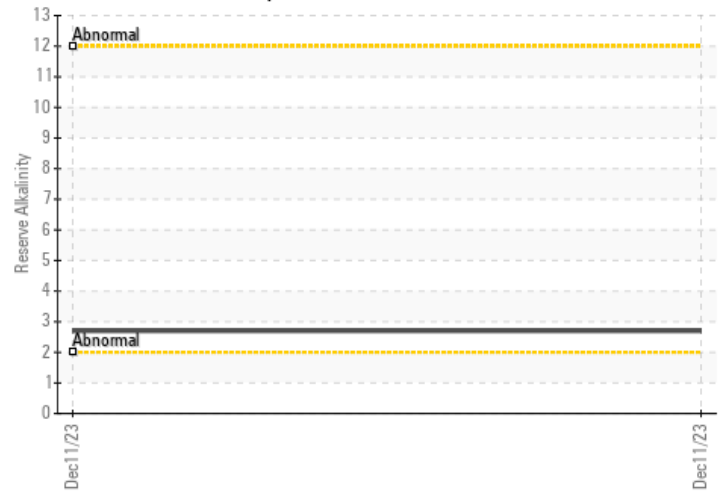 13
Abnormal
12
11
10
9
8
7
6
5
4
3
Abnormal
2
1
0
Reserve Alkalinity
Dec11/23
Dec11/23